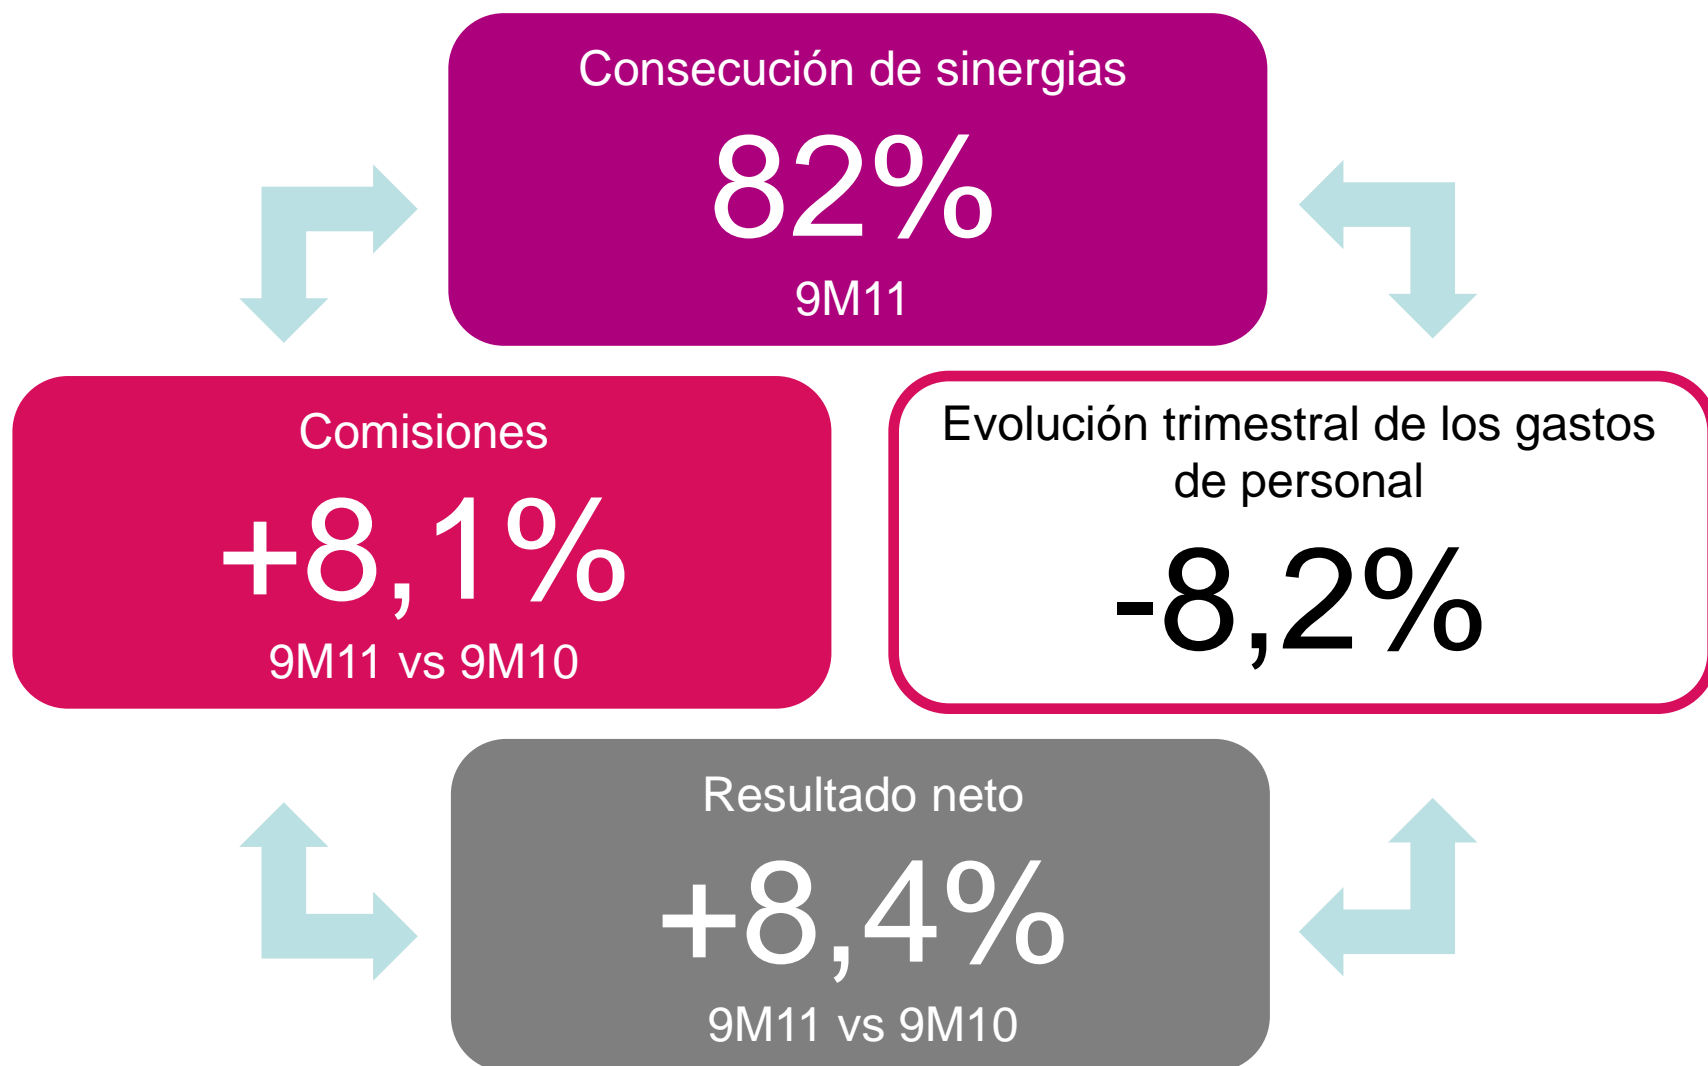 Consecución de sinergias
82%
9M11
Comisiones
+8,1%
9M11 vs 9M10
Evolución trimestral de los gastos
de personal
-8,2%
Resultado neto
+8,4%
9M11 vs 9M10